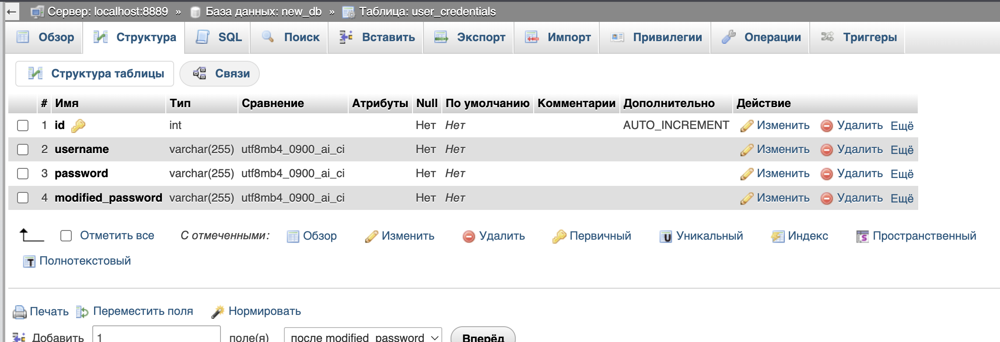 ← Сервер: localhost:8889 » База данных: new_db » Таблица: user_credentials
Обзор Структура SQL Поиск Вставить Экспорт Импорт Привилегии Операции Триггеры
Структура таблицы Связи
# Имя Тип Сравнение Атрибуты Null По умолчанию Комментарии Дополнительно Действие
1 id int Нет Нет AUTO_INCREMENT Изменить Удалить Ещё
2 username varchar(255) utf8mb4_0900_ai_ci Нет Нет Изменить Удалить Ещё
3 password varchar(255) utf8mb4_0900_ai_ci Нет Нет Изменить Удалить Ещё
4 modified_password varchar(255) utf8mb4_0900_ai_ci Нет Нет Изменить Удалить Ещё
Отметить все С отмеченными: Обзор Изменить Удалить Первичный Уникальный Индекс Пространственный
Полнотекстовый
Печать Переместить поля Нормировать
Добавить 1 поле(я) после modified_password Вперёд